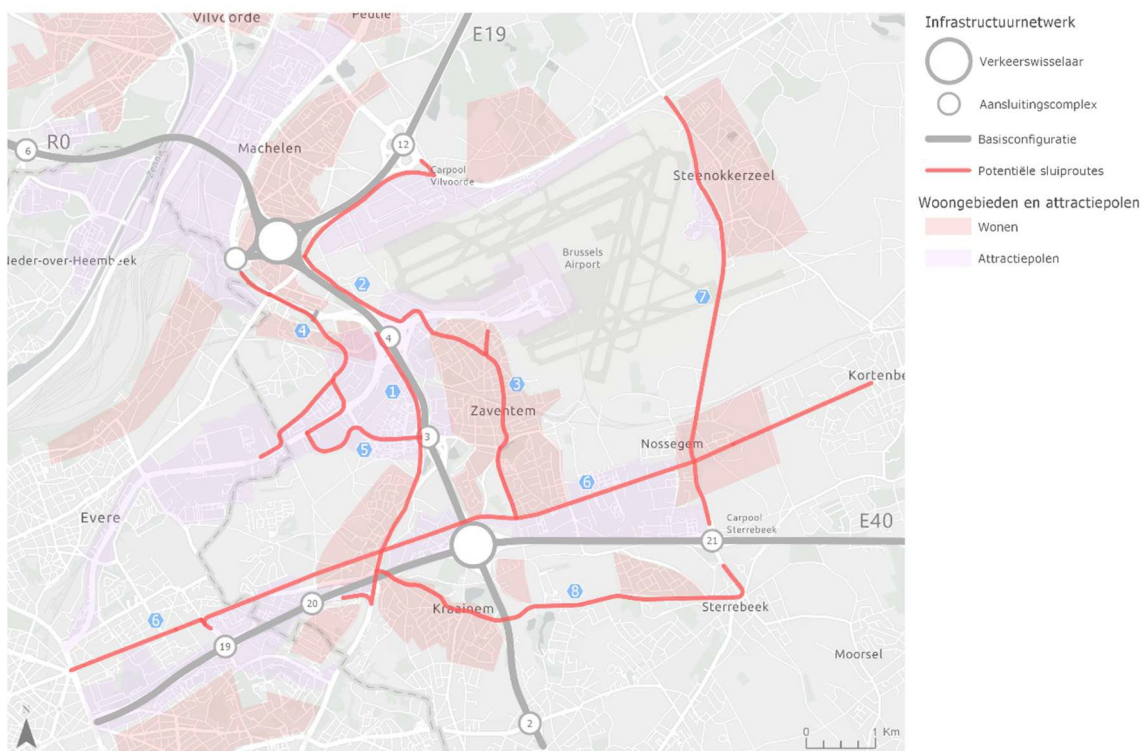 Vilvoorde
Peutie
E19
R0
6
Machelen
12
Carpool
Vilvoorde
Steenokkerzeel
Zenne
Brussels
Airport
2
7
4
4
1
3
Kortenbe
Zaventem
3
Nossegem
5
6
Evere
Carpool
Sterrebeek
E40
21
8
20
Kraainem
Sterrebeek
6
19
Moorsel
2
N
0
1 Km
Infrastructuurnetwerk
Verkeerswisselaar
Aansluitingscomplex
Basisconfiguratie
Potentiële sluiproutes
Woongebieden en attractiepolen
Wonen
Attractiepolen